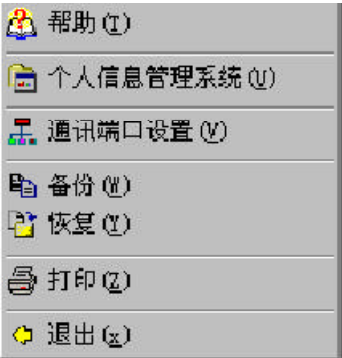 帮助(T)
个人信息管理系统(U)
通讯端口设置(V)
备份(W)
恢复(Y)
打印(Z)
退出(x)